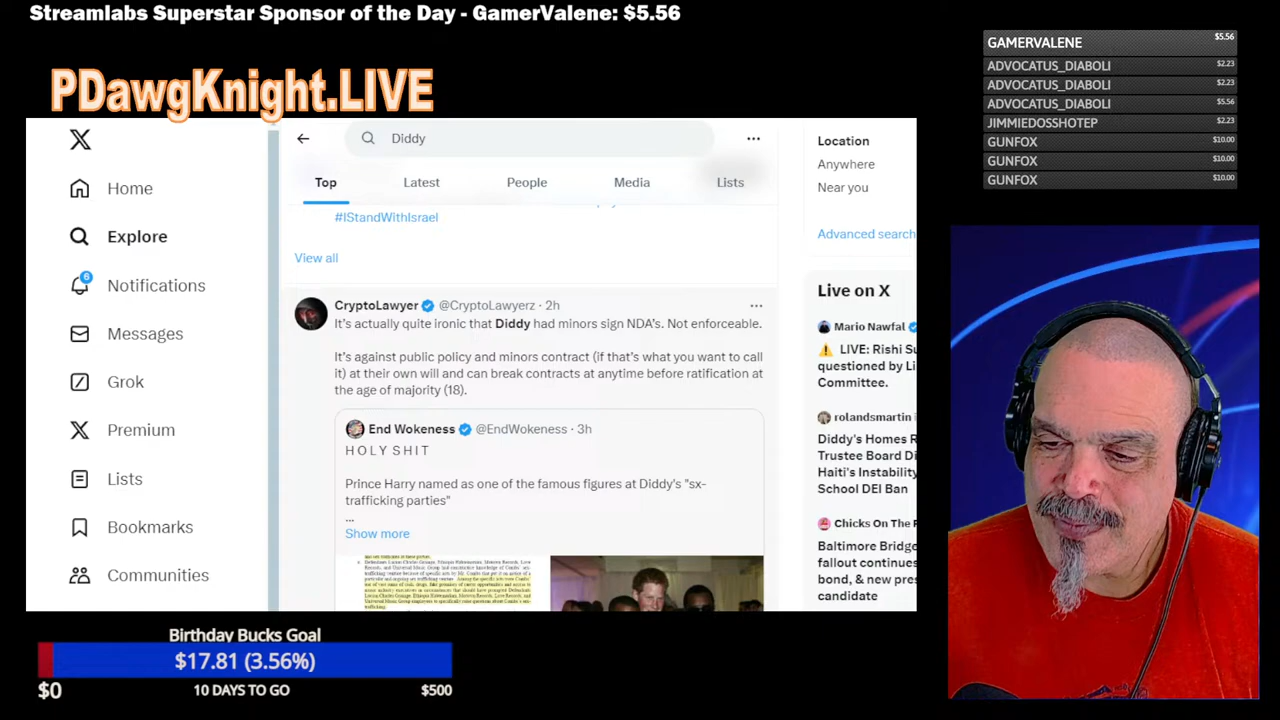 Streamlabs Superstar Sponsor of the Day - GamerValene: $5.56
PDawgKnight.LIVE
GAMERVALENE $5.56
ADVOCATUS_DIABOLI $2.23
ADVOCATUS_DIABOLI $2.23
ADVOCATUS_DIABOLI $5.56
JIMMIEDOSSHOTEP $2.23
GUNFOX $10.00
GUNFOX $10.00
GUNFOX $10.00
X
Home
Explore
6
Notifications
Messages
Grok
Premium
Lists
Bookmarks
Communities
Diddy
Top Latest People Media Lists
#IStandWithIsrael
View all
CryptoLawyer @CryptoLawyerz · 2h
It's actually quite ironic that Diddy had minors sign NDA's. Not enforceable.
It's against public policy and minors contract (if that's what you want to call
it) at their own will and can break contracts at anytime before ratification at
the age of majority (18).
End Wokeness @EndWokeness · 3h
H O L Y S H I T
Prince Harry named as one of the famous figures at Diddy's "sx-
trafficking parties"
...
Show more
Location
Anywhere
Near you
Advanced search
Live on X
Mario Nawfal
LIVE: Rishi Su
questioned by Li
Committee.
rolandsmartin i
Diddy's Homes R
Trustee Board Di
Haiti's Instability
School DEI Ban
Chicks On The R
Baltimore Bridge
fallout continues
bond, & new pres
candidate
Birthday Bucks Goal
$17.81 (3.56%)
$0 10 DAYS TO GO $500